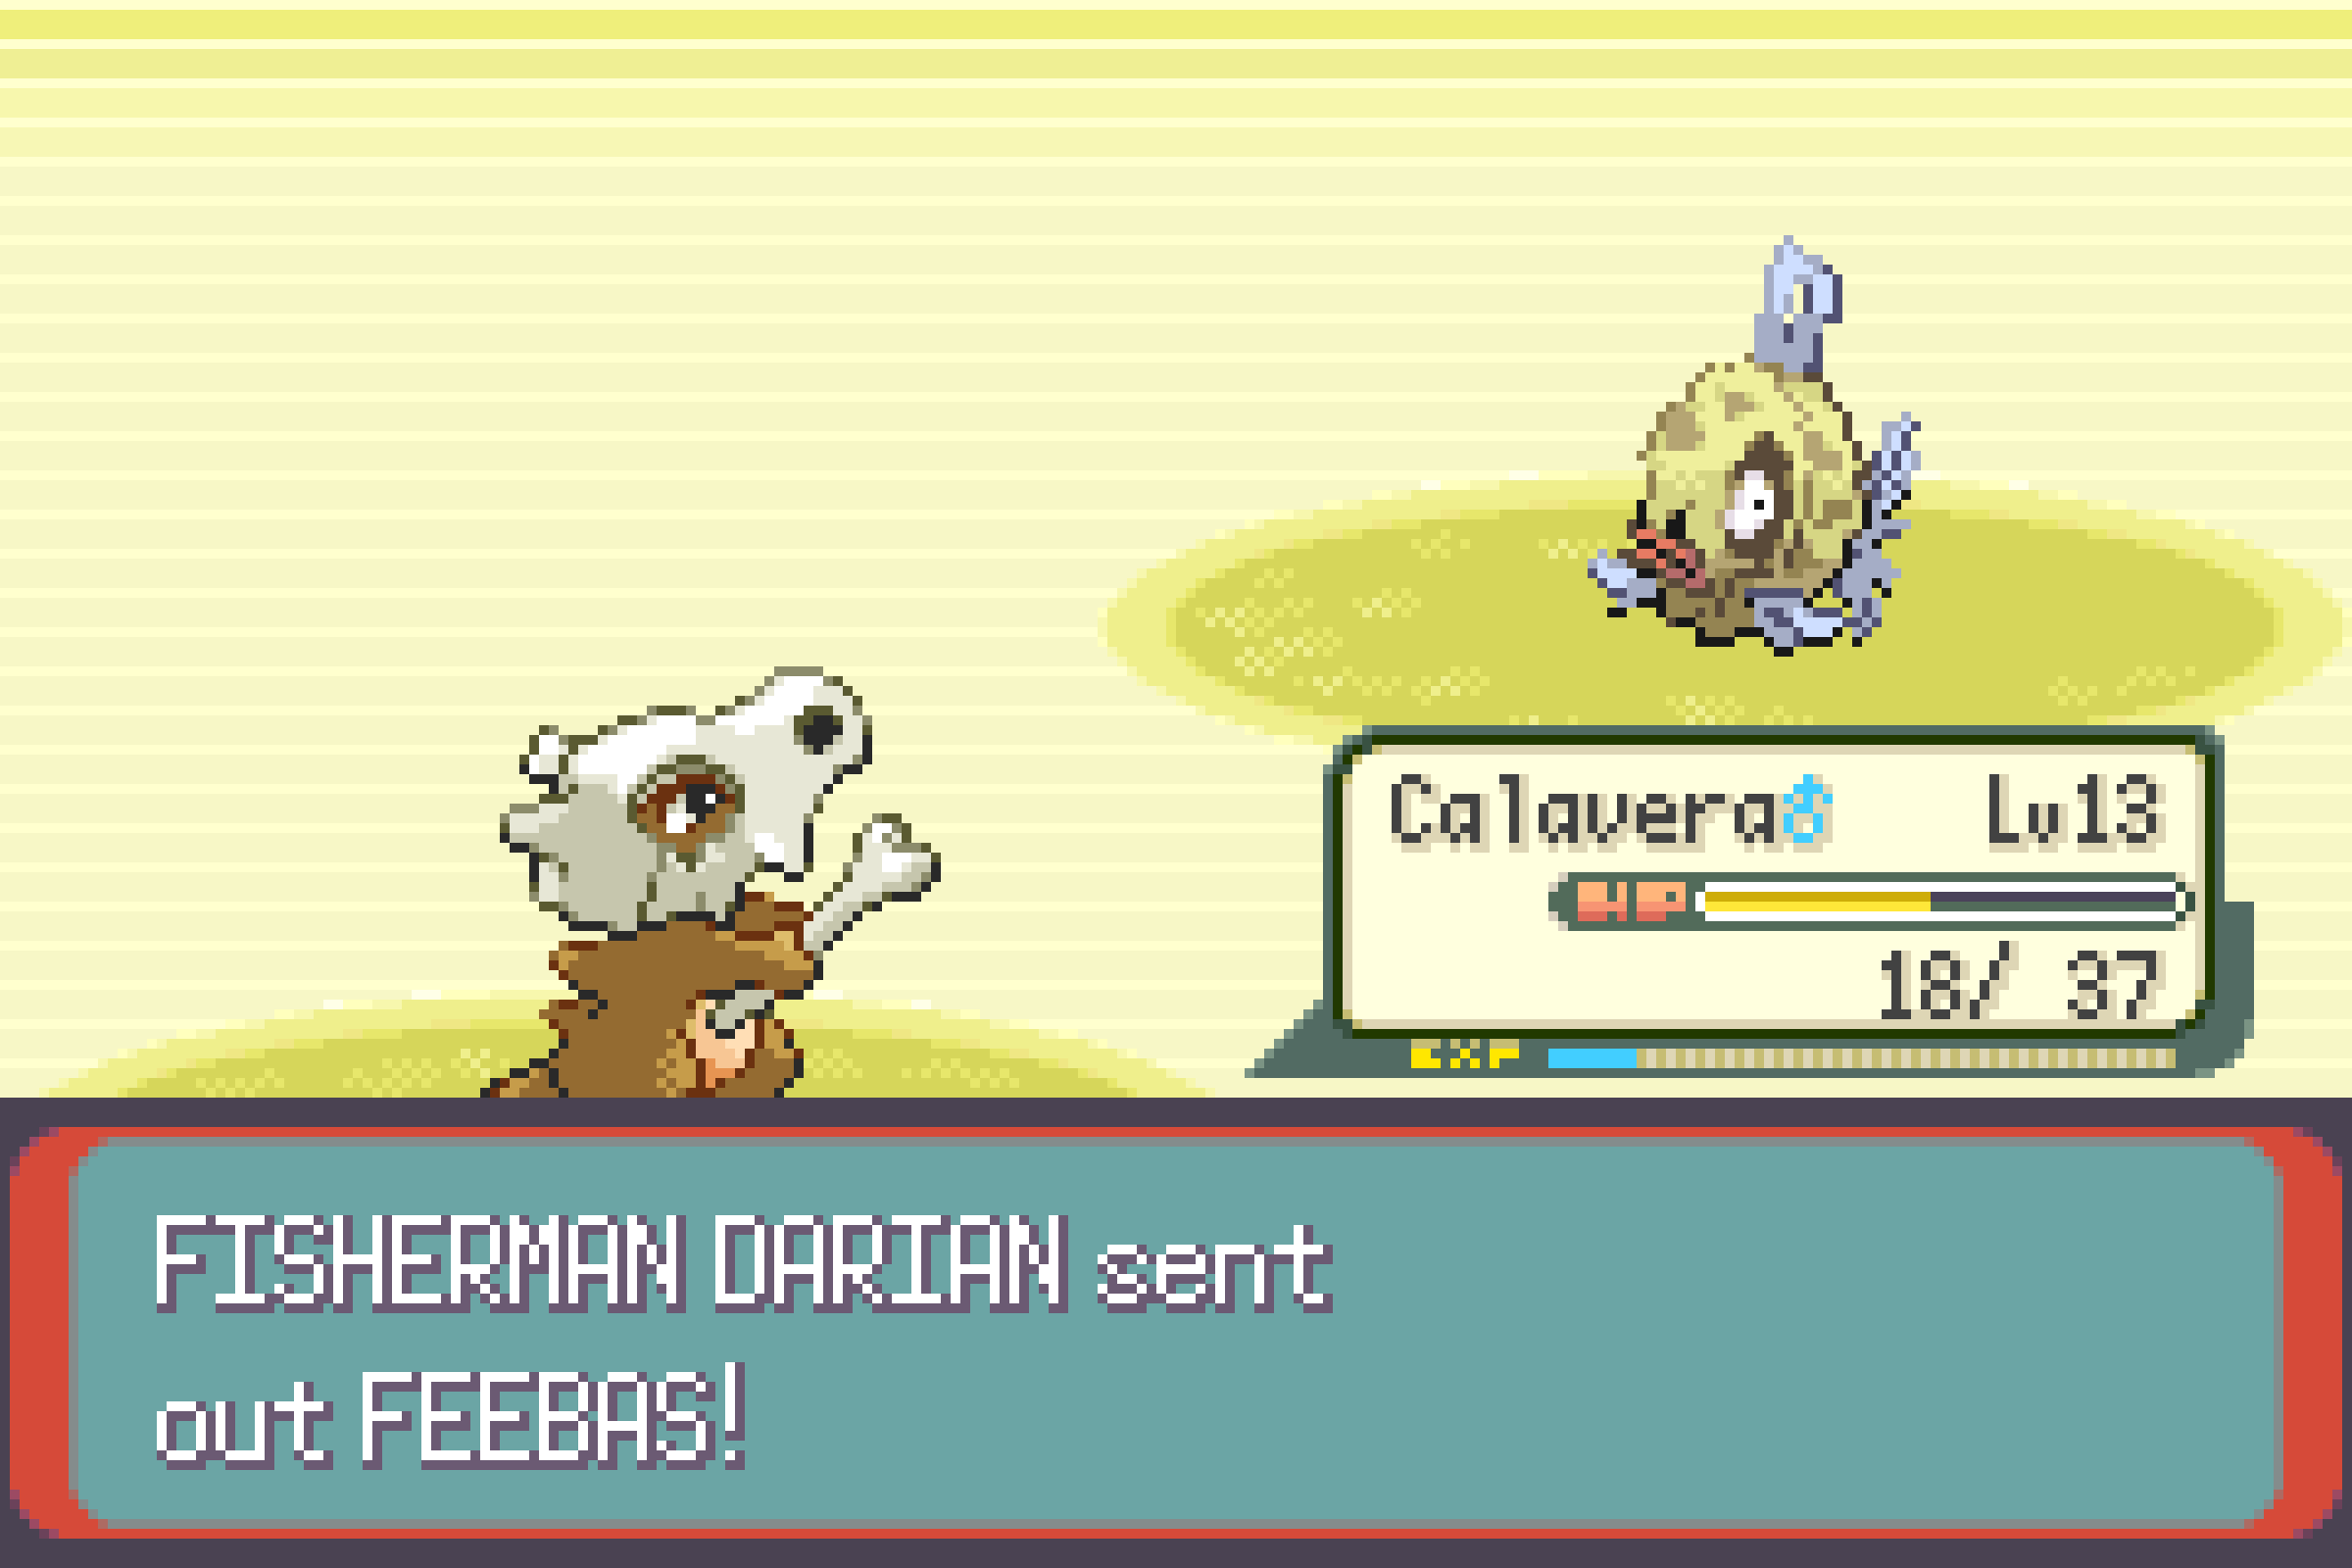 Calavera♂ Lv13
HP
18/ 37
EXP
FISHERMAN DARIAN sent
out FEEBAS!